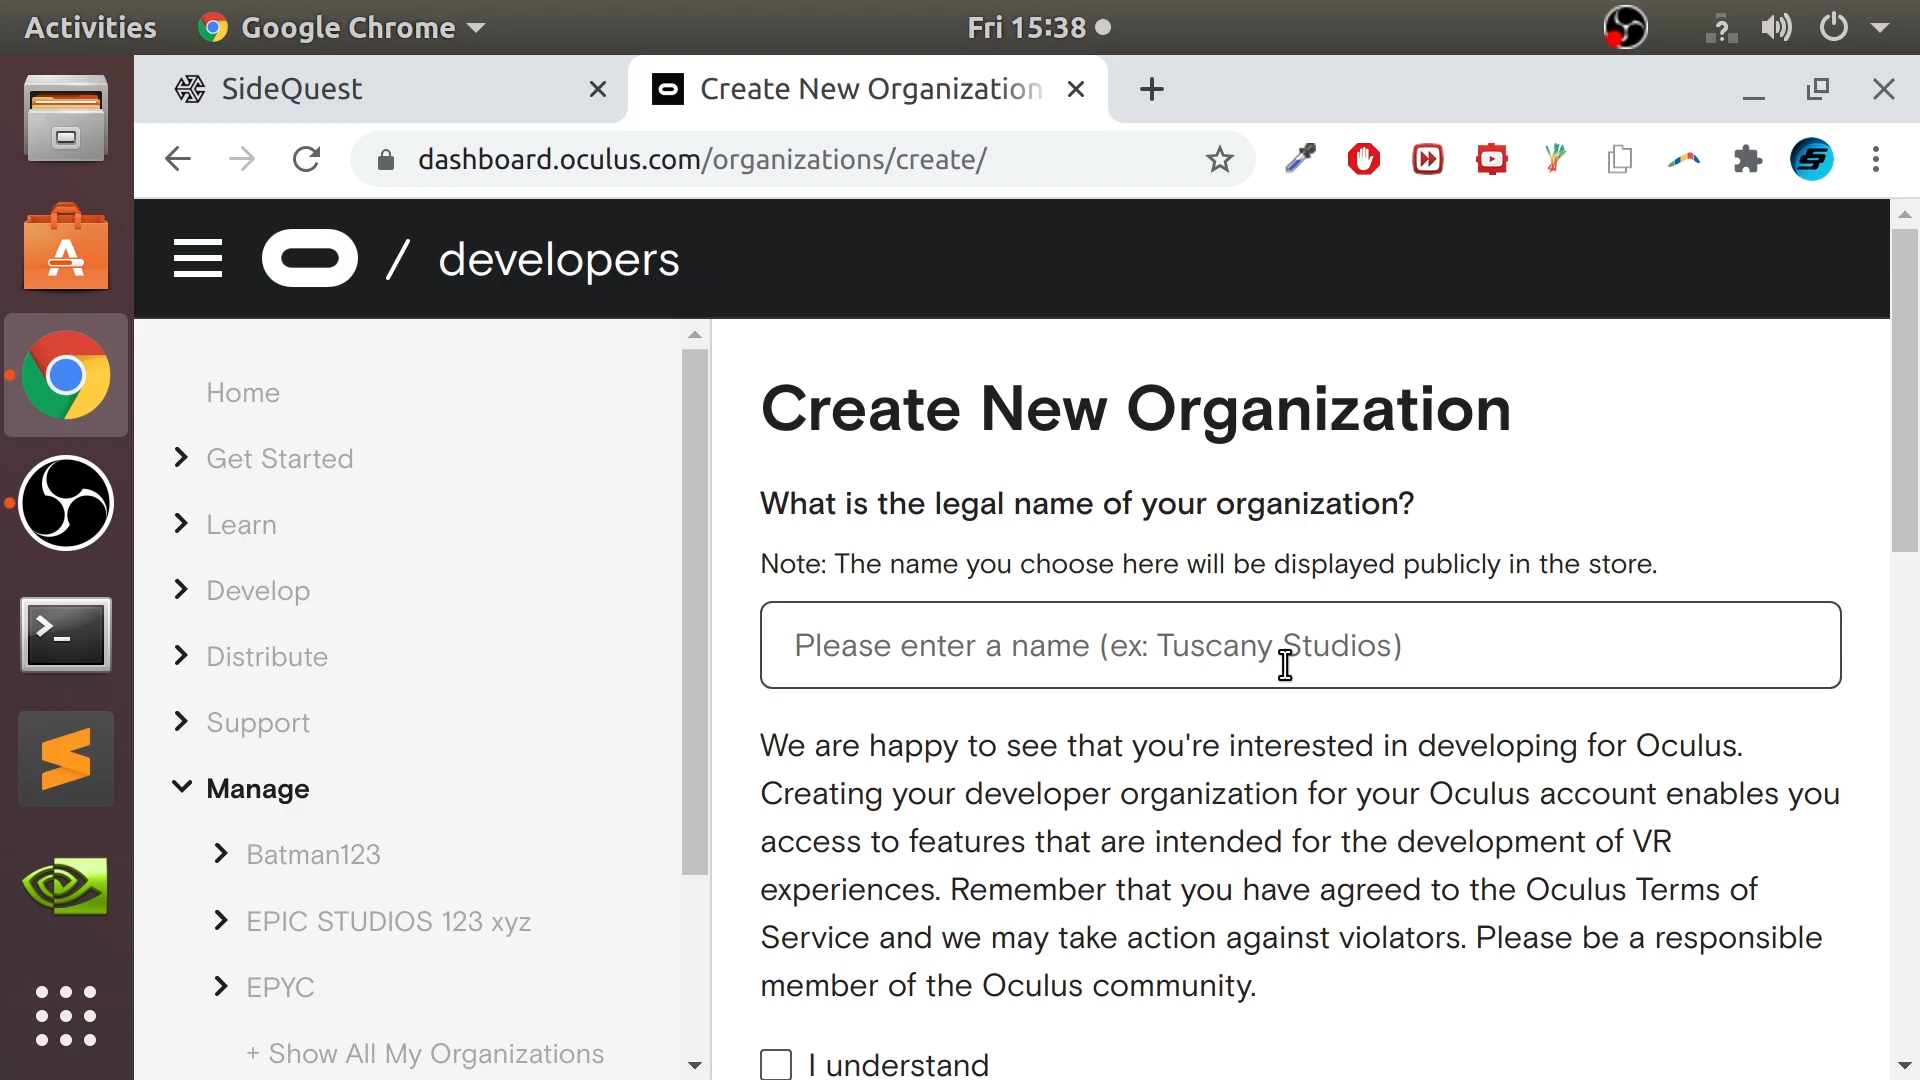 Activities
Google Chrome
Fri 15:38
SideQuest
Create New Organization
dashboard.oculus.com/organizations/create/
/ developers
Home
Get Started
Learn
Develop
Distribute
Support
Manage
Batman123
EPIC STUDIOS 123 xyz
EPYC
+ Show All My Organizations
Create New Organization
What is the legal name of your organization?
Note: The name you choose here will be displayed publicly in the store.
Please enter a name (ex: Tuscany Studios)
We are happy to see that you're interested in developing for Oculus.
Creating your developer organization for your Oculus account enables you
access to features that are intended for the development of VR
experiences. Remember that you have agreed to the Oculus Terms of
Service and we may take action against violators. Please be a responsible
member of the Oculus community.
I understand